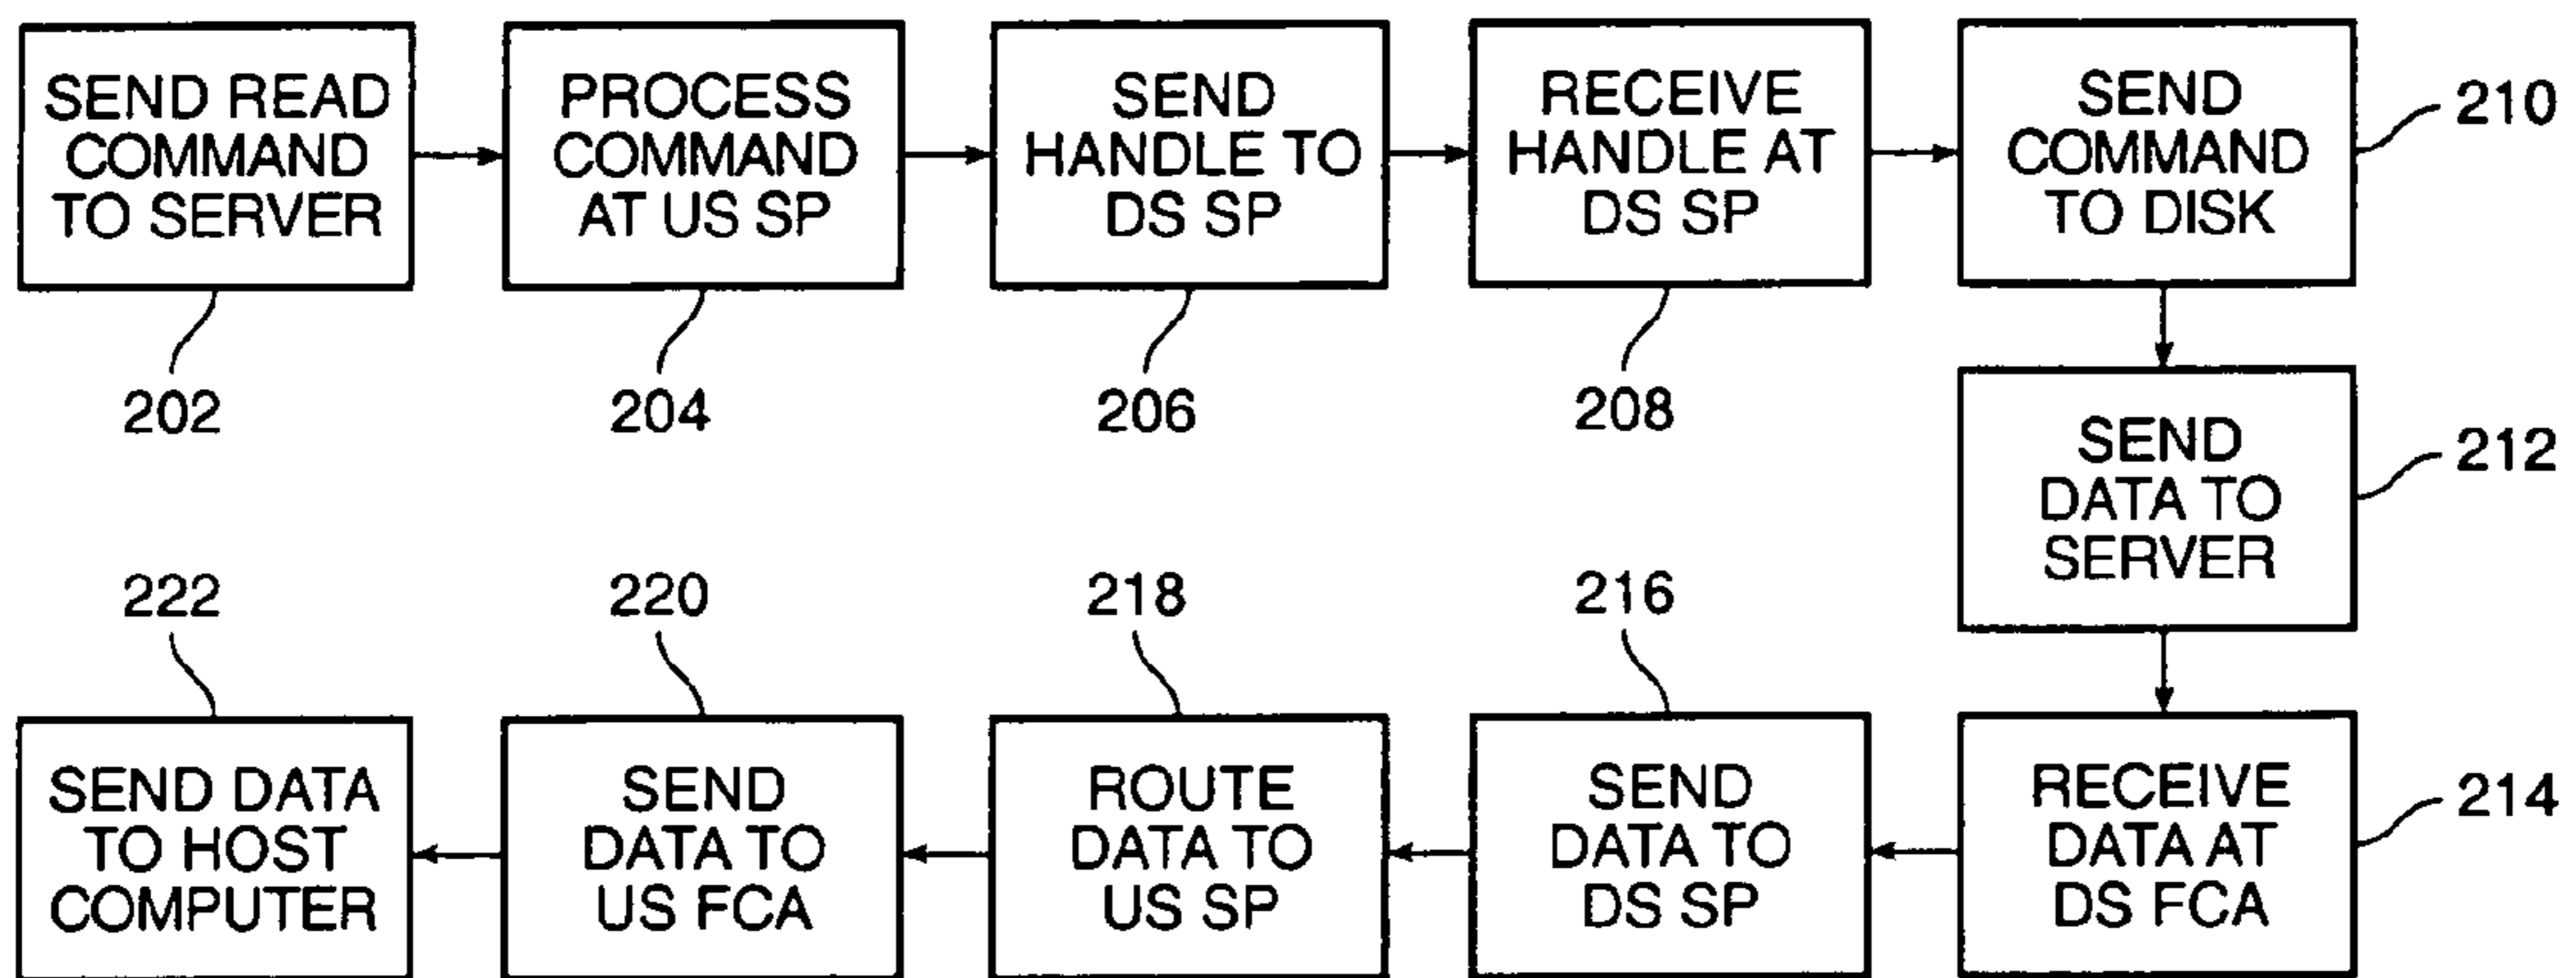 SEND READ
COMMAND
TO SERVER
PROCESS
COMMAND
AT US SP
SEND
HANDLE TO
DS SP
RECEIVE
HANDLE AT
DS SP
SEND
COMMAND
TO DISK
210
202
204
206
208
SEND
DATA TO
SERVER
212
222
220
218
216
SEND DATA
TO HOST
COMPUTER
SEND
DATA TO
US FCA
ROUTE
DATA TO
US SP
SEND
DATA TO
DS SP
RECEIVE
DATA AT
DS FCA
214